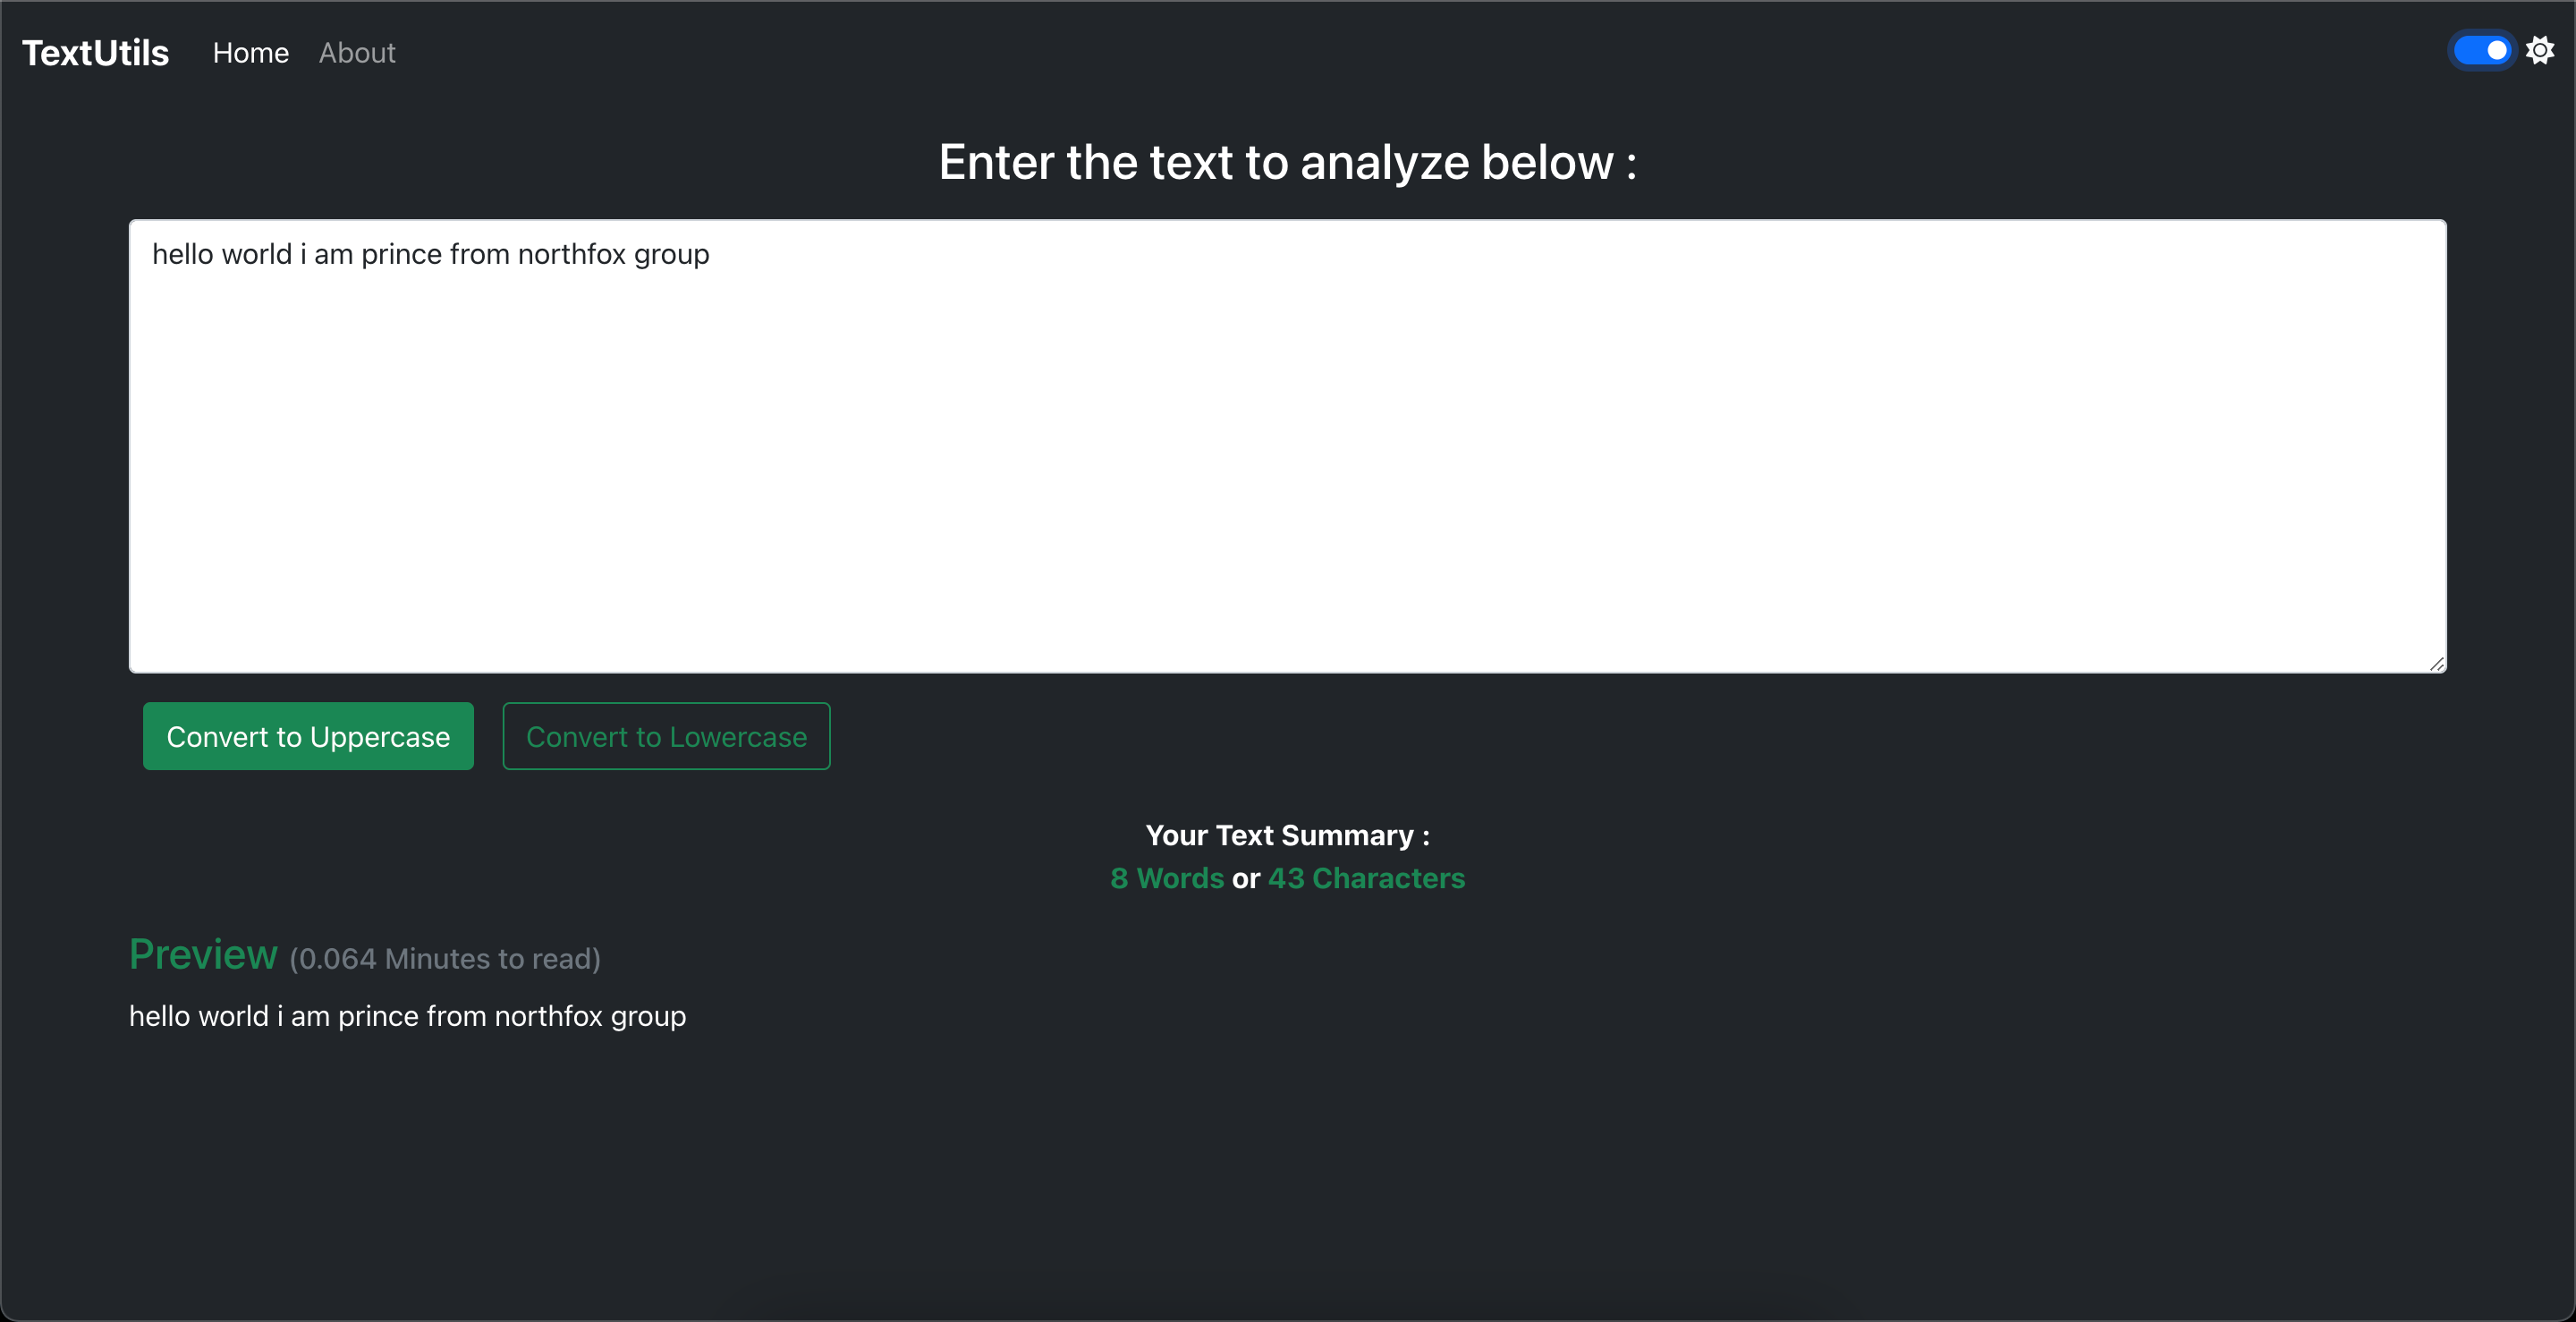 TextUtils Home About
Enter the text to analyze below :
hello world i am prince from northfox group
Convert to Uppercase Convert to Lowercase
Your Text Summary :
8 Words or 43 Characters
Preview (0.064 Minutes to read)
hello world i am prince from northfox group